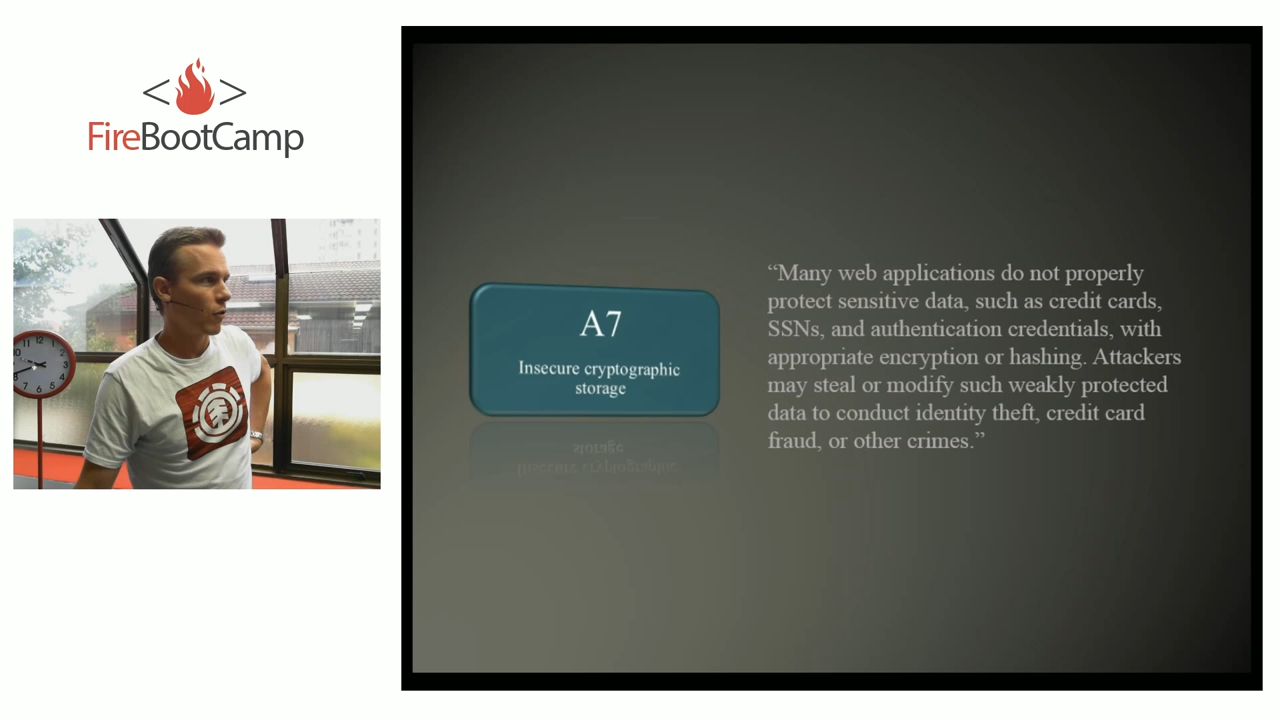 FireBootCamp
A7
Insecure cryptographic
storage
“Many web applications do not properly
protect sensitive data, such as credit cards,
SSNs, and authentication credentials, with
appropriate encryption or hashing. Attackers
may steal or modify such weakly protected
data to conduct identity theft, credit card
fraud, or other crimes.”